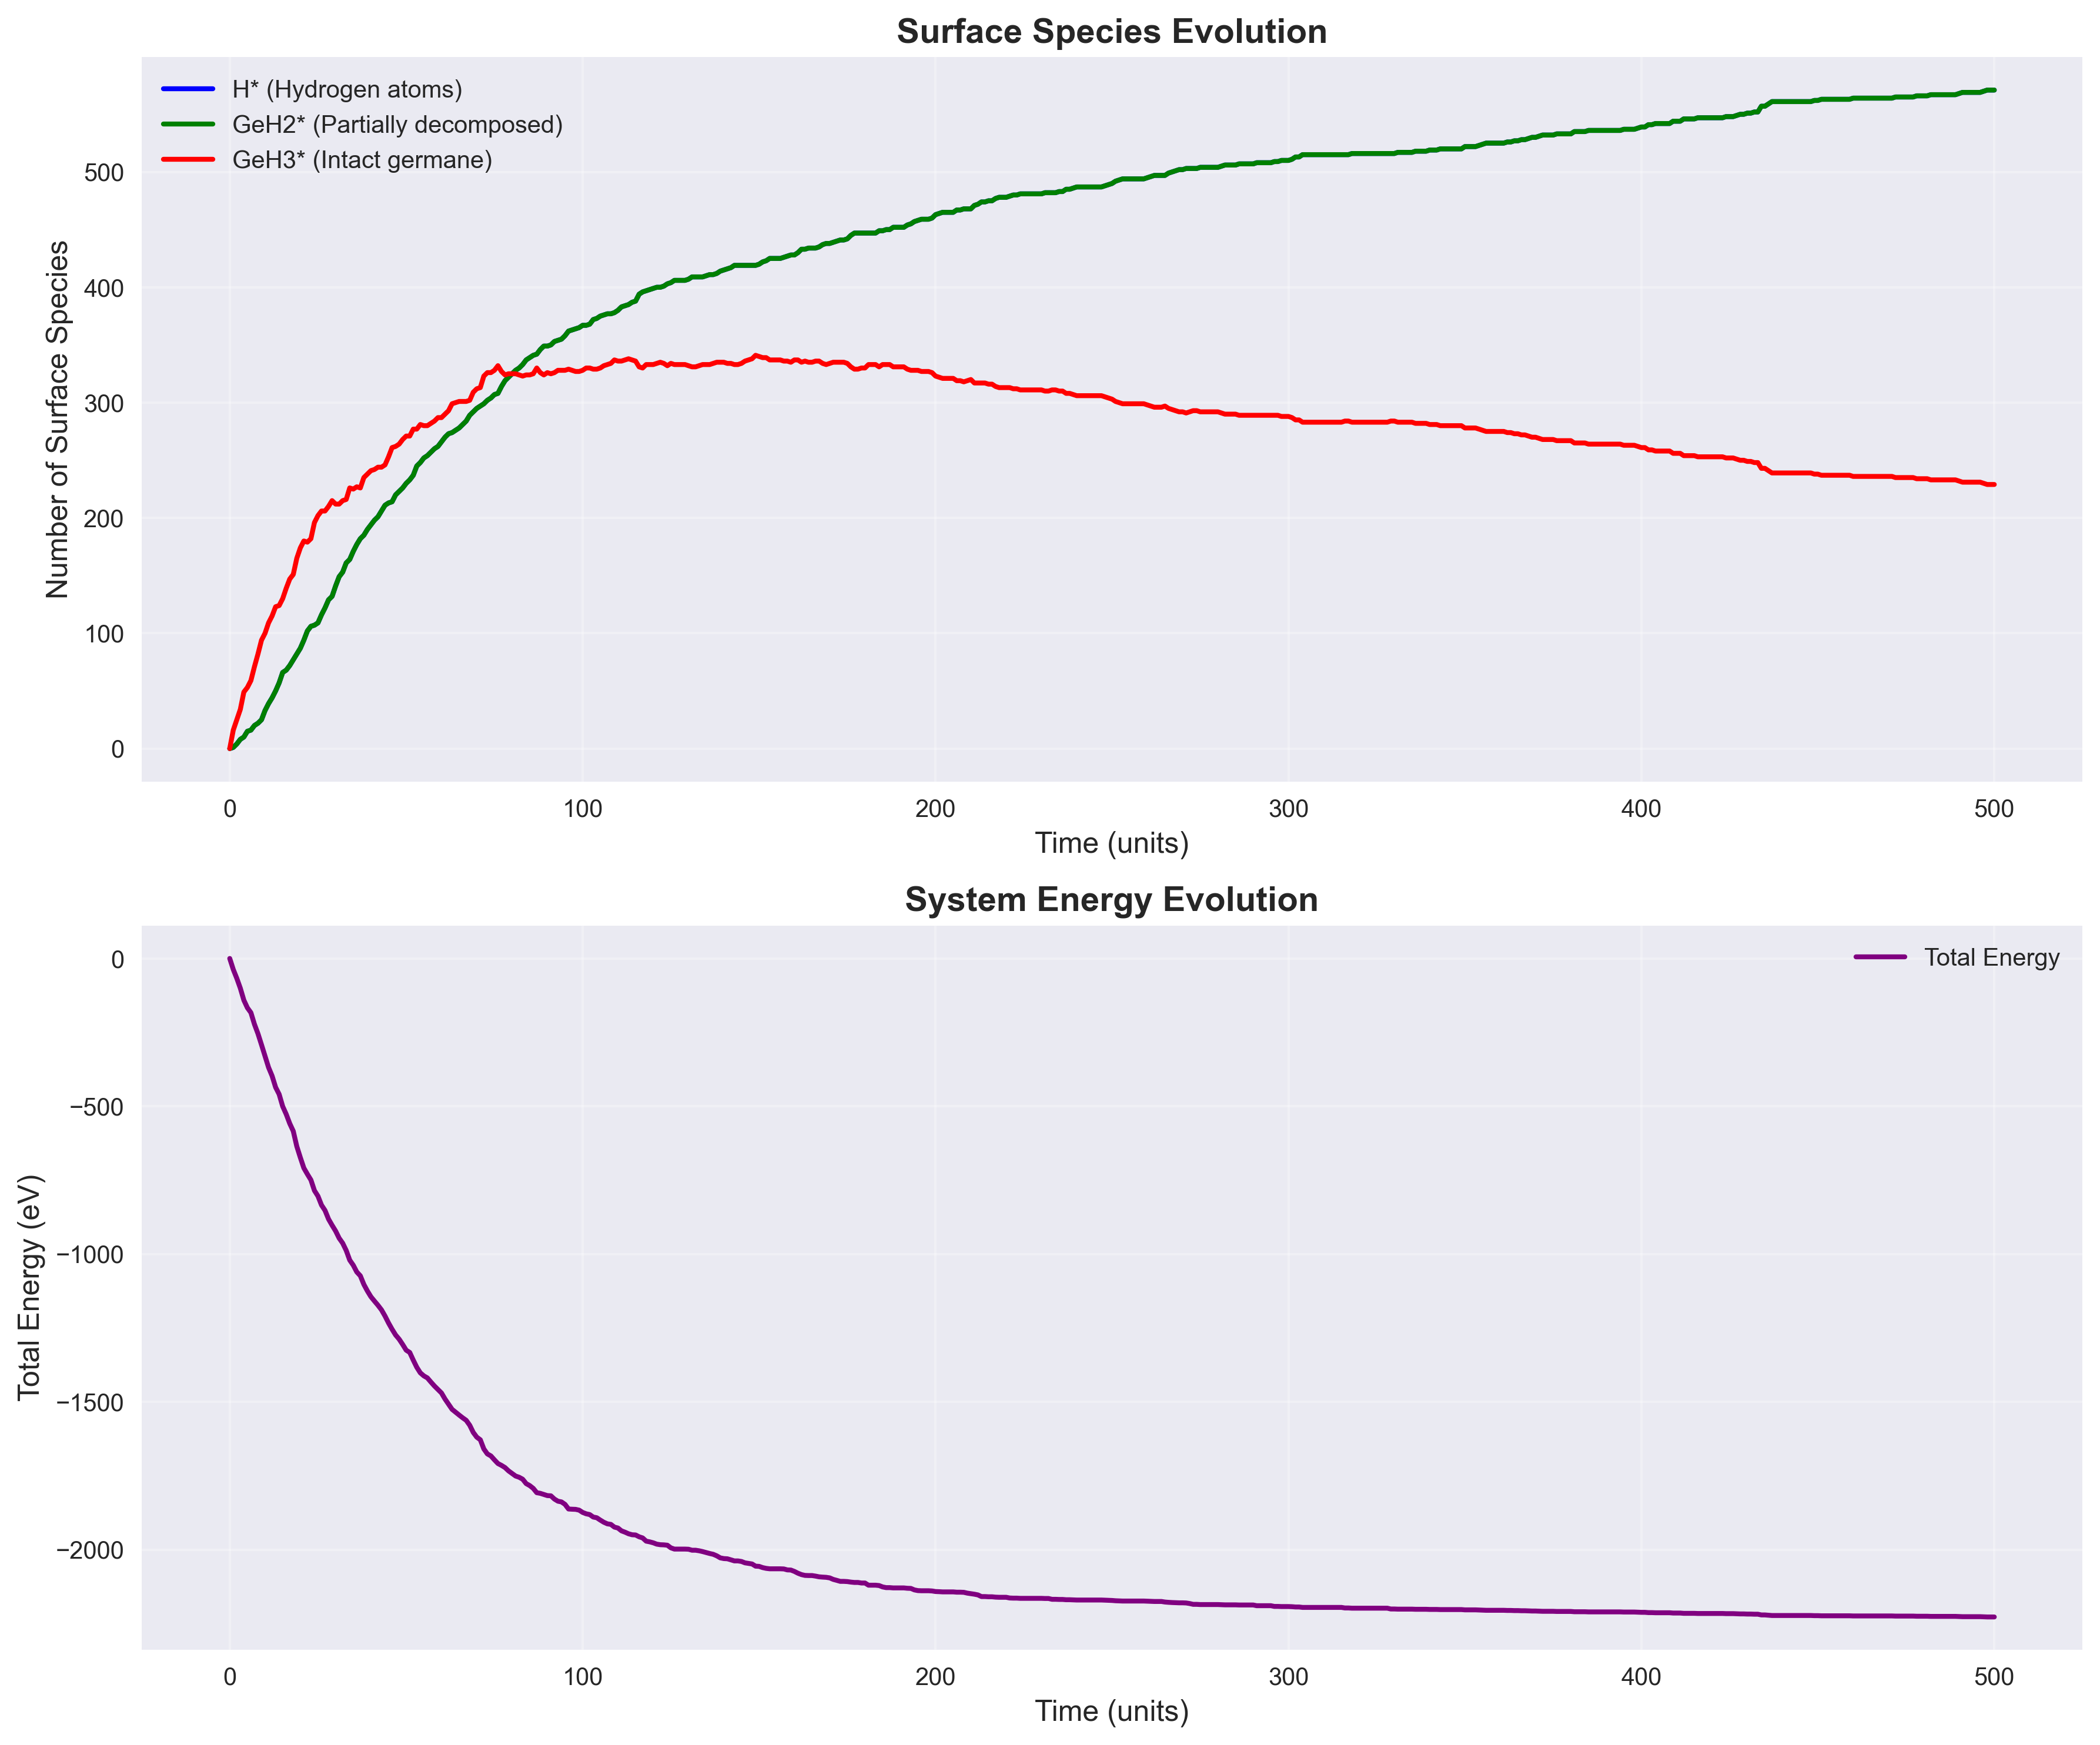 Surface Species Evolution
H* (Hydrogen atoms)
GeH2* (Partially decomposed)
GeH3* (Intact germane)
Number of Surface Species
500
400
300
200
100
0
0 100 200 300 400 500
Time (units)
System Energy Evolution
Total Energy
Total Energy (eV)
0
−500
−1000
−1500
−2000
0 100 200 300 400 500
Time (units)